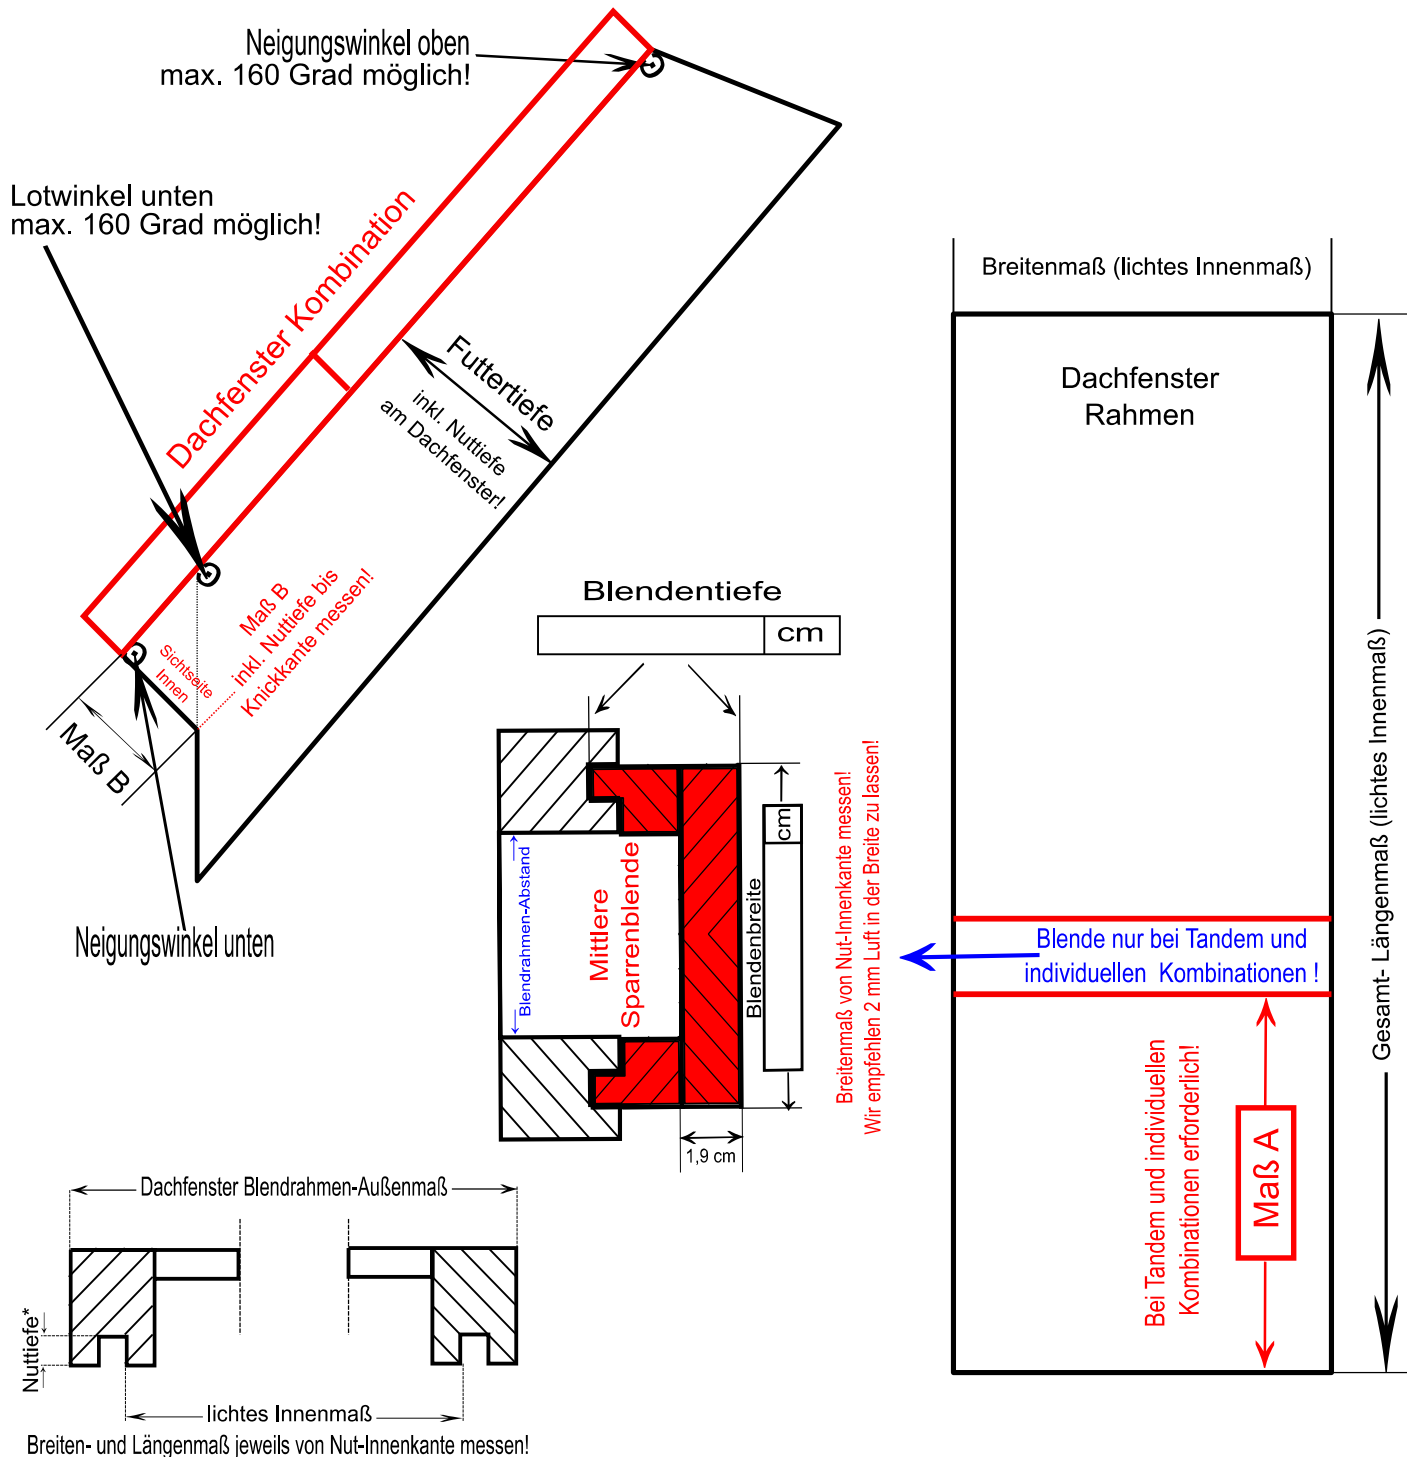 Neigungswinkel oben
max. 160 Grad möglich!
Lotwinkel unten
max. 160 Grad möglich!
Dachfenster Kombination
Futtertiefe
inkl. Nuttiefe
am Dachfenster!
Maß B
inkl. Nuttiefe bis
Knickkante messen!
Sichtseite
Innen
Maß B
Neigungswinkel unten
Blendentiefe
cm
Blendrahmen-Abstand
Mittlere
Sparrenblende
Blendenbreite
cm
1,9 cm
Breitenmaß von Nut-Innenkante messen!
Wir empfehlen 2 mm Luft in der Breite zu lassen!
Breitenmaß (lichtes Innenmaß)
Dachfenster
Rahmen
Blende nur bei Tandem und
individuellen Kombinationen !
Bei Tandem und individuellen
Kombinationen erforderlich!
Maß A
Gesamt- Längenmaß (lichtes Innenmaß)
Dachfenster Blendrahmen-Außenmaß
Nuttiefe*
lichtes Innenmaß
Breiten- und Längenmaß jeweils von Nut-Innenkante messen!